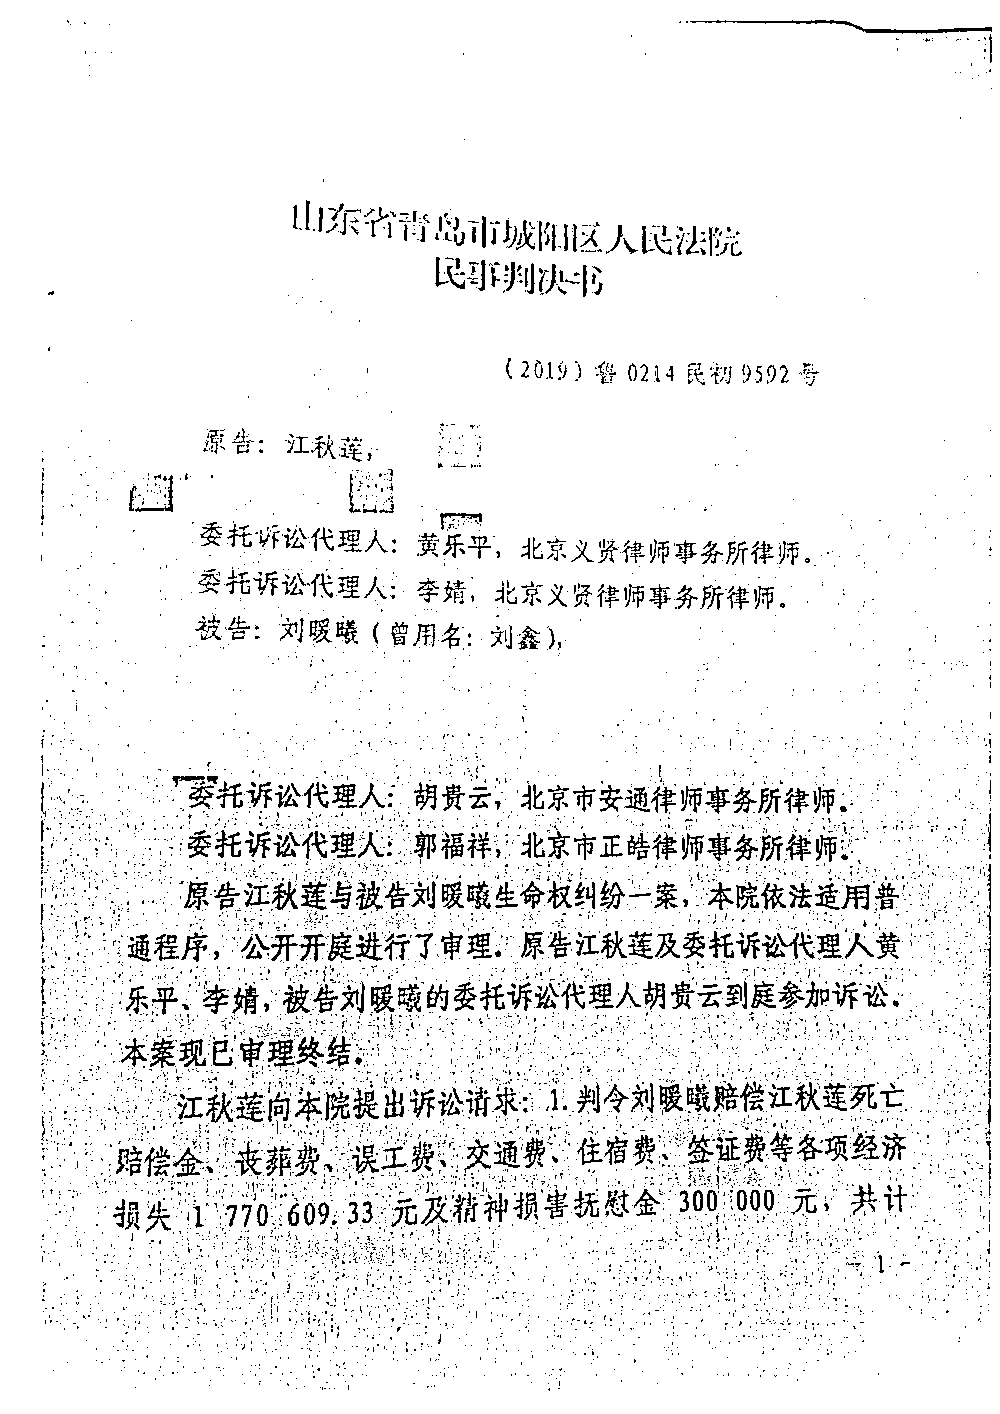 山东省青岛市城阳区人民法院
民事判决书
（2019）鲁 0214 民初 9592 号
原告：江秋莲，
委托诉讼代理人：黄乐平，北京义贤律师事务所律师。
委托诉讼代理人：李婧，北京义贤律师事务所律师。
被告：刘暖曦（曾用名：刘鑫），
委托诉讼代理人：胡贵云，北京市安通律师事务所律师。
委托诉讼代理人：郭福祥，北京市正皓律师事务所律师。
原告江秋莲与被告刘暖曦生命权纠纷一案，本院依法适用普
通程序，公开开庭进行了审理。原告江秋莲及委托诉讼代理人黄
乐平、李婧，被告刘暖曦的委托诉讼代理人胡贵云到庭参加诉讼。
本案现已审理终结。
江秋莲向本院提出诉讼请求：1.判令刘暖曦赔偿江秋莲死亡
赔偿金、丧葬费、误工费、交通费、住宿费、签证费等各项经济
损失 1 770 609.33 元及精神损害抚慰金 300 000 元，共计
- 1 -